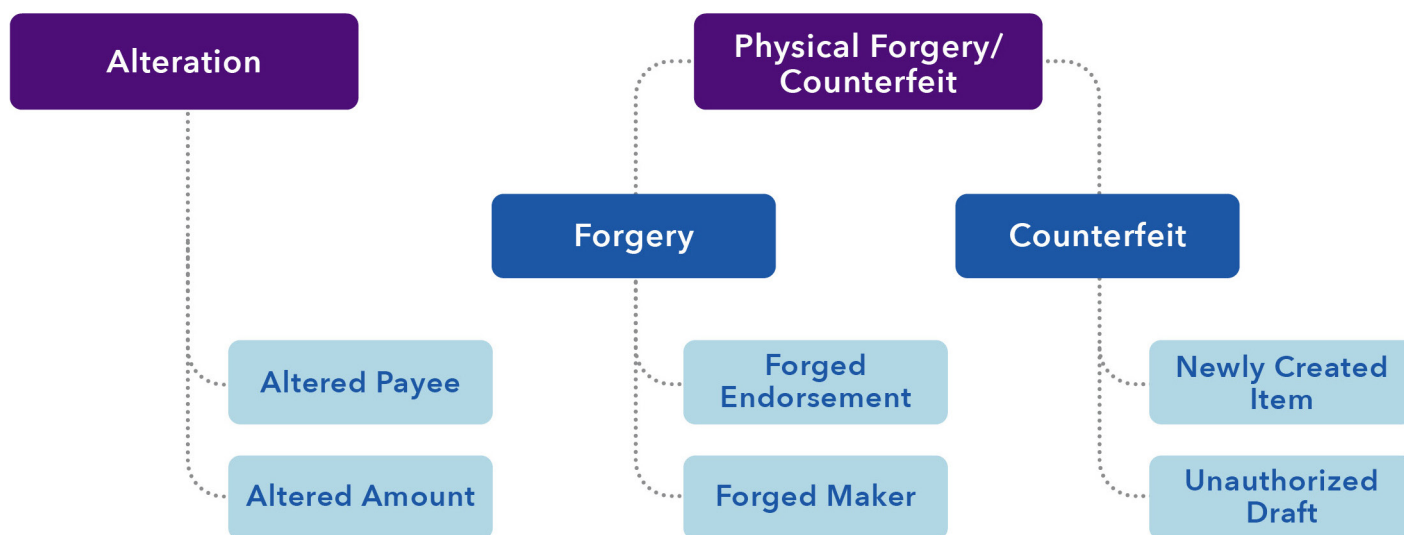 Alteration
Physical Forgery/
Counterfeit
Forgery
Counterfeit
Altered Payee
Forged
Endorsement
Newly Created
Item
Altered Amount
Forged Maker
Unauthorized
Draft